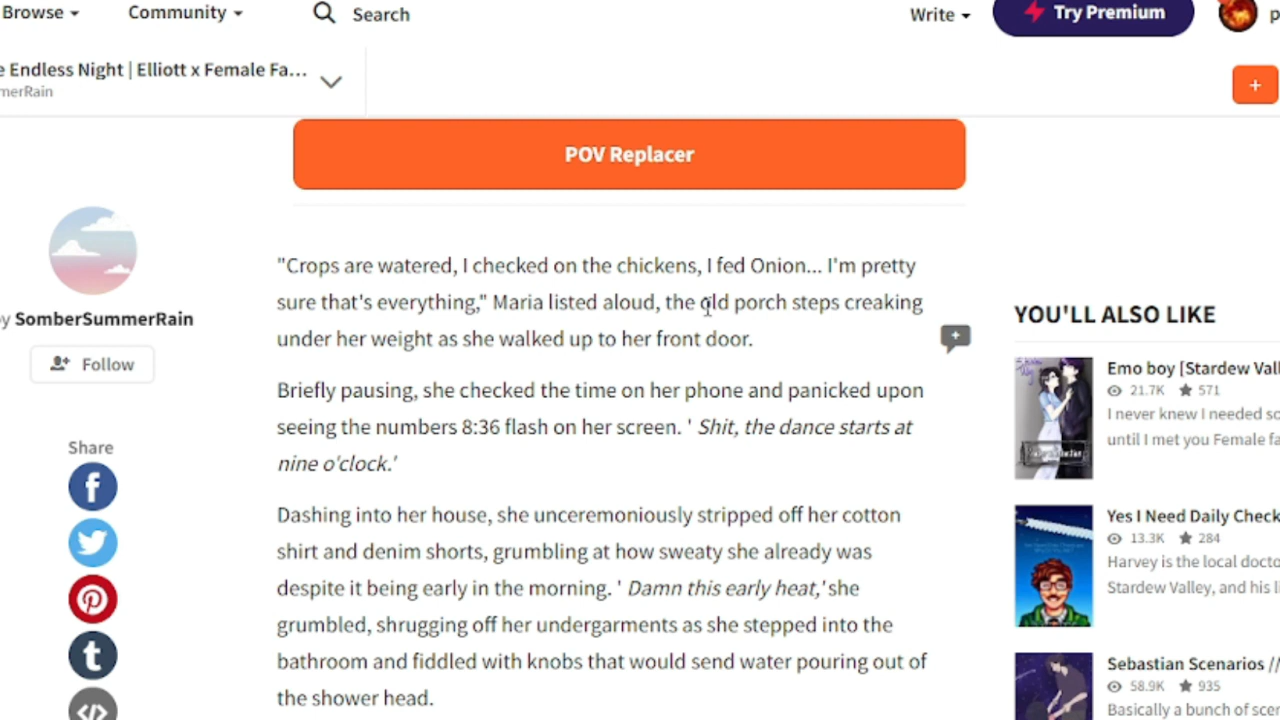 Browse
Community
Search
Write
Try Premium
Endless Night | Elliott x Female Fa...
merRain
+
POV Replacer
by SomberSummerRain
Follow
Share
"Crops are watered, I checked on the chickens, I fed Onion... I'm pretty
sure that's everything," Maria listed aloud, the old porch steps creaking
under her weight as she walked up to her front door.
+
Briefly pausing, she checked the time on her phone and panicked upon
seeing the numbers 8:36 flash on her screen. ' Shit, the dance starts at
nine o'clock.'
Dashing into her house, she unceremoniously stripped off her cotton
shirt and denim shorts, grumbling at how sweaty she already was
despite it being early in the morning. ' Damn this early heat,'she
grumbled, shrugging off her undergarments as she stepped into the
bathroom and fiddled with knobs that would send water pouring out of
the shower head.
YOU'LL ALSO LIKE
Emo boy [Stardew Vall
21.7K 571
I never knew I needed so
until I met you Female fa
Yes I Need Daily Check
13.3K 284
Harvey is the local docto
Stardew Valley, and his li
Sebastian Scenarios //
58.9K 935
Basically a bunch of scen